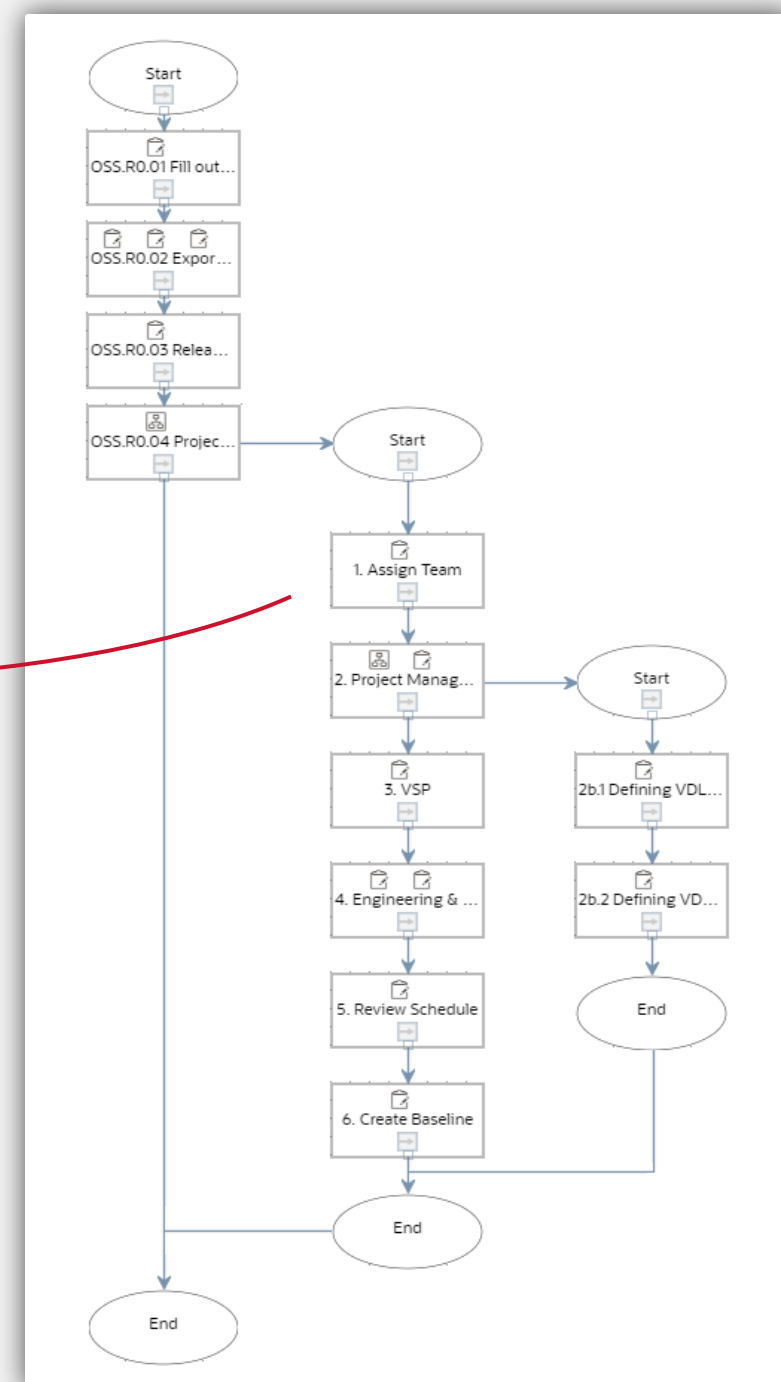 Start
OSS.R0.01 Fill out...
OSS.R0.02 Expor...
OSS.R0.03 Relea...
OSS.R0.04 Projec...
End
Start
1. Assign Team
2. Project Manag...
3. VSP
4. Engineering & ...
5. Review Schedule
6. Create Baseline
End
Start
2b.1 Defining VDL...
2b.2 Defining VD...
End